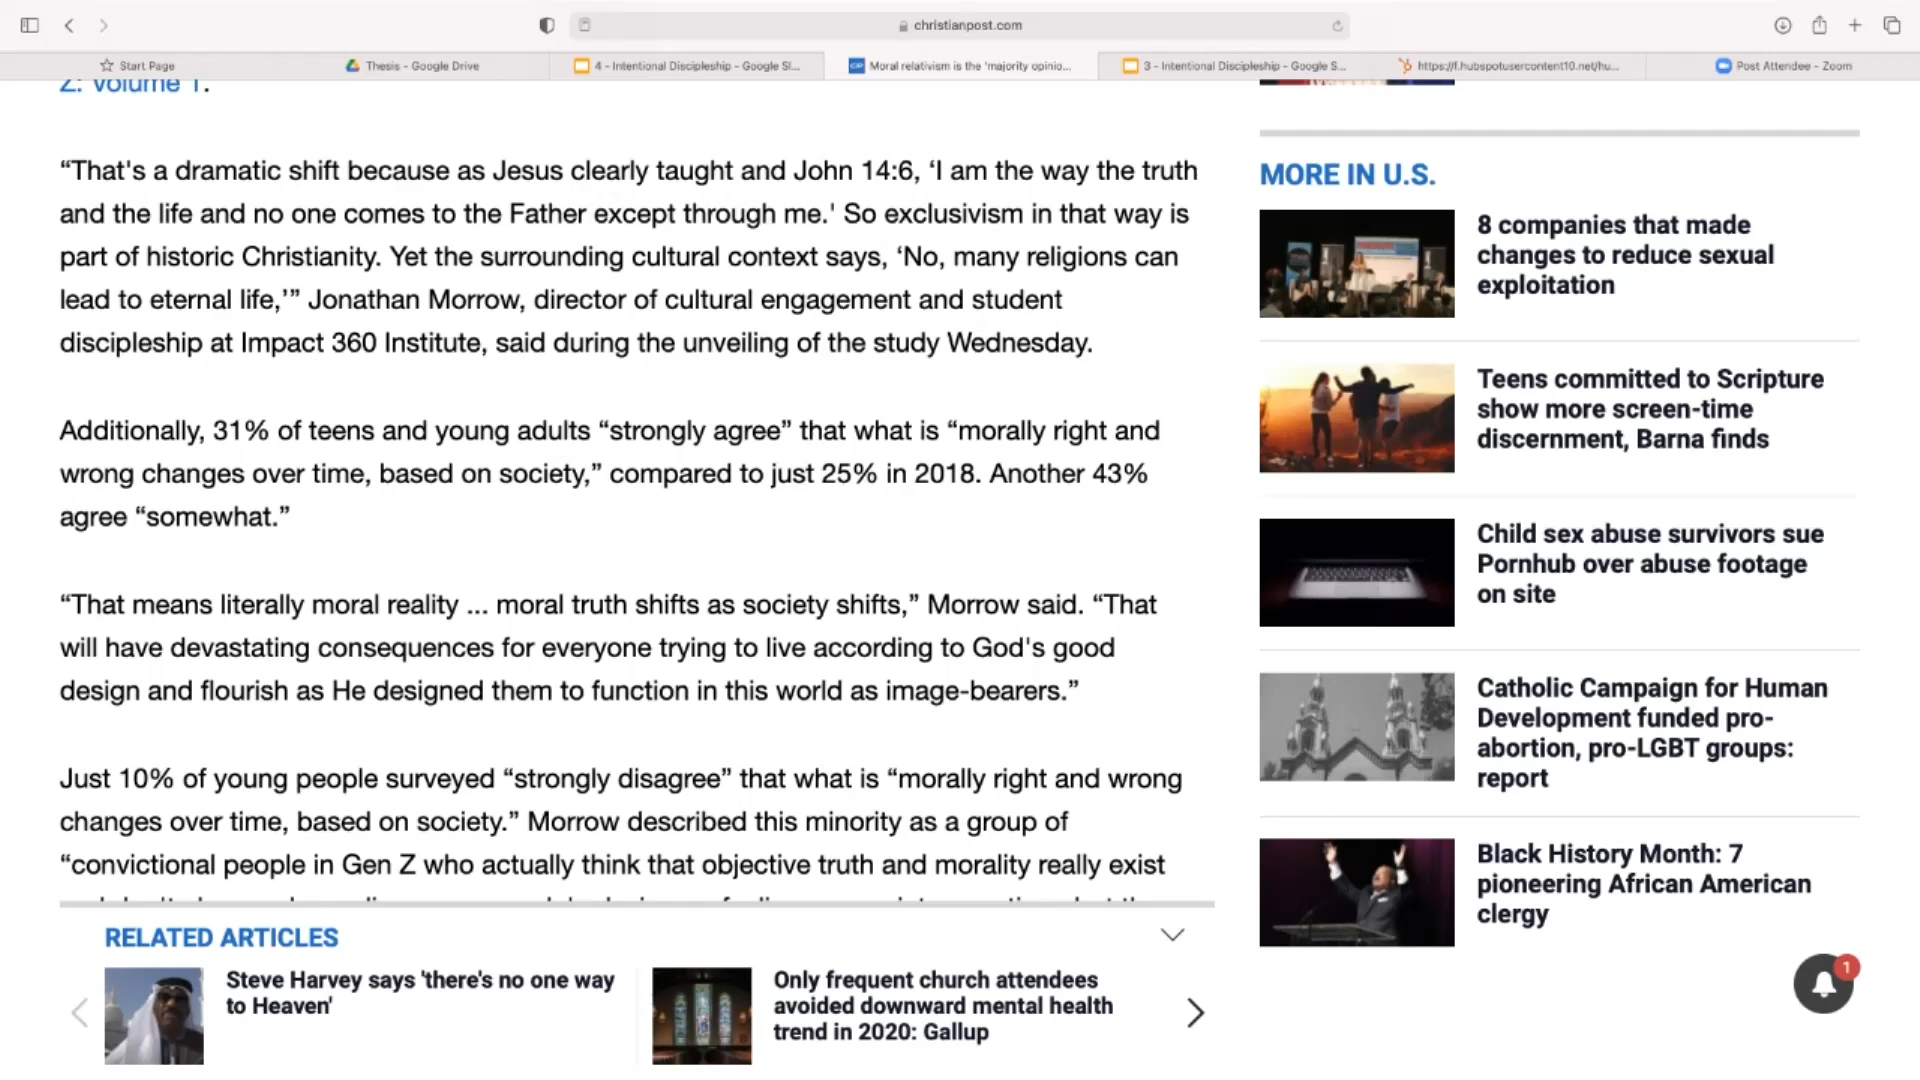 christianpost.com
Start Page
Thesis - Google Drive
4 - Intentional Discipleship - Google Sl...
Moral relativism is the 'majority opinio...
3 - Intentional Discipleship - Google S...
https://f.hubspotusercontent10.net/hu...
Post Attendee - Zoom
Z: Volume 1.
“That's a dramatic shift because as Jesus clearly taught and John 14:6, ‘I am the way the truth
and the life and no one comes to the Father except through me.' So exclusivism in that way is
part of historic Christianity. Yet the surrounding cultural context says, ‘No, many religions can
lead to eternal life,’” Jonathan Morrow, director of cultural engagement and student
discipleship at Impact 360 Institute, said during the unveiling of the study Wednesday.
Additionally, 31% of teens and young adults “strongly agree” that what is “morally right and
wrong changes over time, based on society,” compared to just 25% in 2018. Another 43%
agree “somewhat.”
“That means literally moral reality ... moral truth shifts as society shifts,” Morrow said. “That
will have devastating consequences for everyone trying to live according to God's good
design and flourish as He designed them to function in this world as image-bearers.”
Just 10% of young people surveyed “strongly disagree” that what is “morally right and wrong
changes over time, based on society.” Morrow described this minority as a group of
“convictional people in Gen Z who actually think that objective truth and morality really exist
RELATED ARTICLES
Steve Harvey says 'there's no one way
to Heaven'
Only frequent church attendees
avoided downward mental health
trend in 2020: Gallup
MORE IN U.S.
8 companies that made
changes to reduce sexual
exploitation
Teens committed to Scripture
show more screen-time
discernment, Barna finds
Child sex abuse survivors sue
Pornhub over abuse footage
on site
Catholic Campaign for Human
Development funded pro-
abortion, pro-LGBT groups:
report
Black History Month: 7
pioneering African American
clergy
1